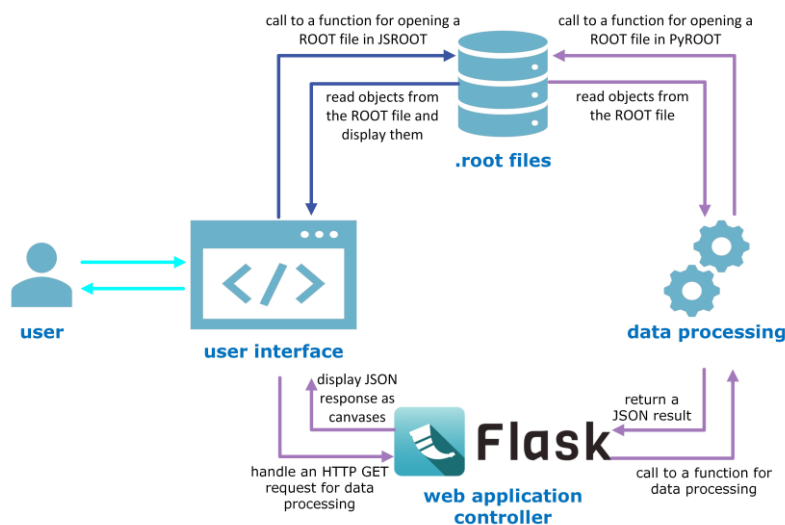 call to a function for opening a
ROOT file in JSROOT
call to a function for opening a
ROOT file in PyROOT
read objects from
the ROOT file and
display them
read objects from
the ROOT file
.root files
</>
user
user interface
data processing
display JSON
response as
canvases
return a
JSON result
Flask
handle an HTTP GET
request for data
processing
call to a function for
data processing
web application
controller